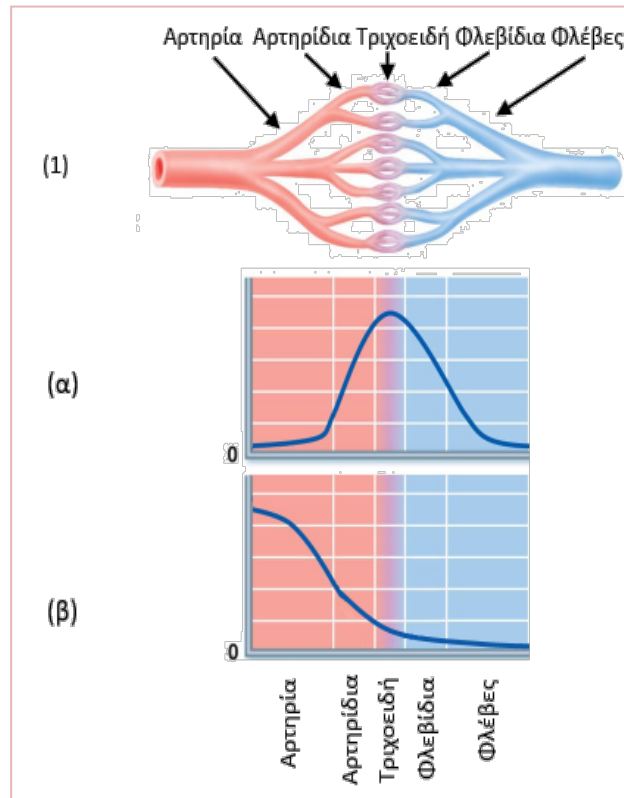 Αρτηρία Αρτηρίδια Τριχοειδή Φλεβίδια Φλέβες
(1)
(α)
0
(β)
0
Αρτηρία
Αρτηρίδια
Τριχοειδή
Φλεβίδια
Φλέβες